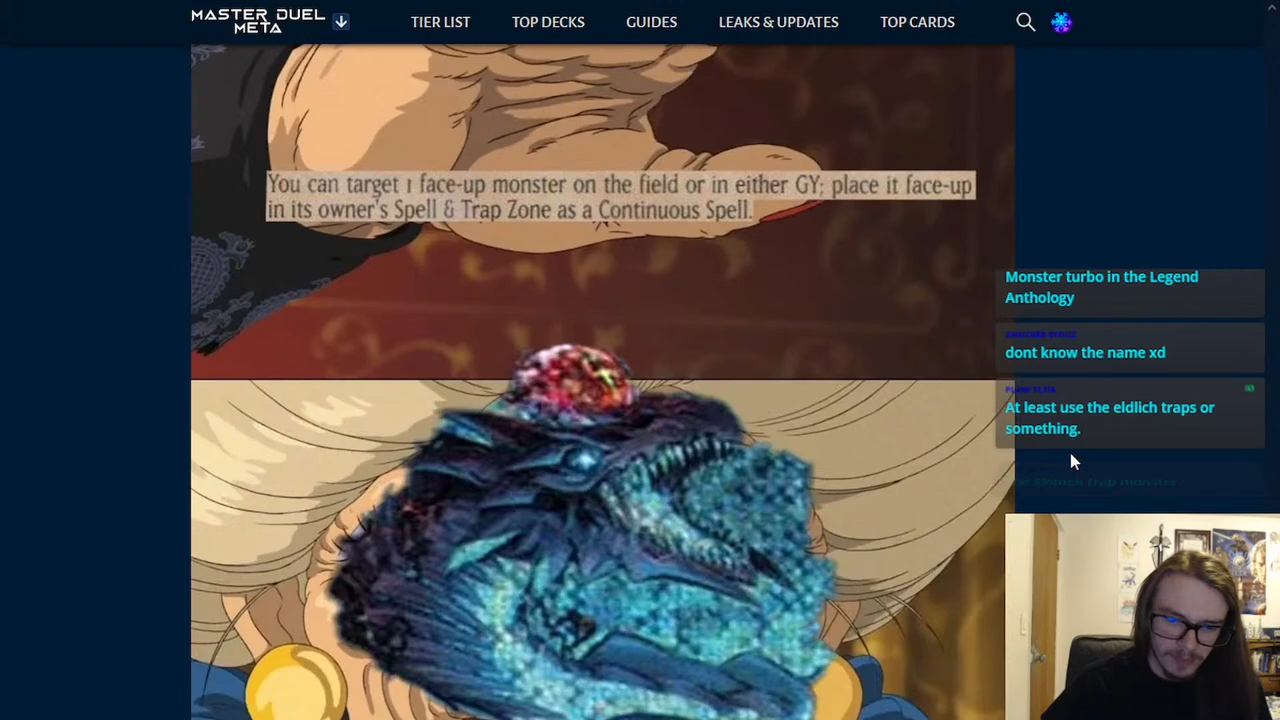 MASTER DUEL
META
TIER LIST
TOP DECKS
GUIDES
LEAKS & UPDATES
TOP CARDS
You can target 1 face-up monster on the field or in either GY; place it face-up
in its owner's Spell & Trap Zone as a Continuous Spell.
Monster turbo in the Legend
Anthology
dont know the name xd
At least use the eldlich traps or
something.
trap monster